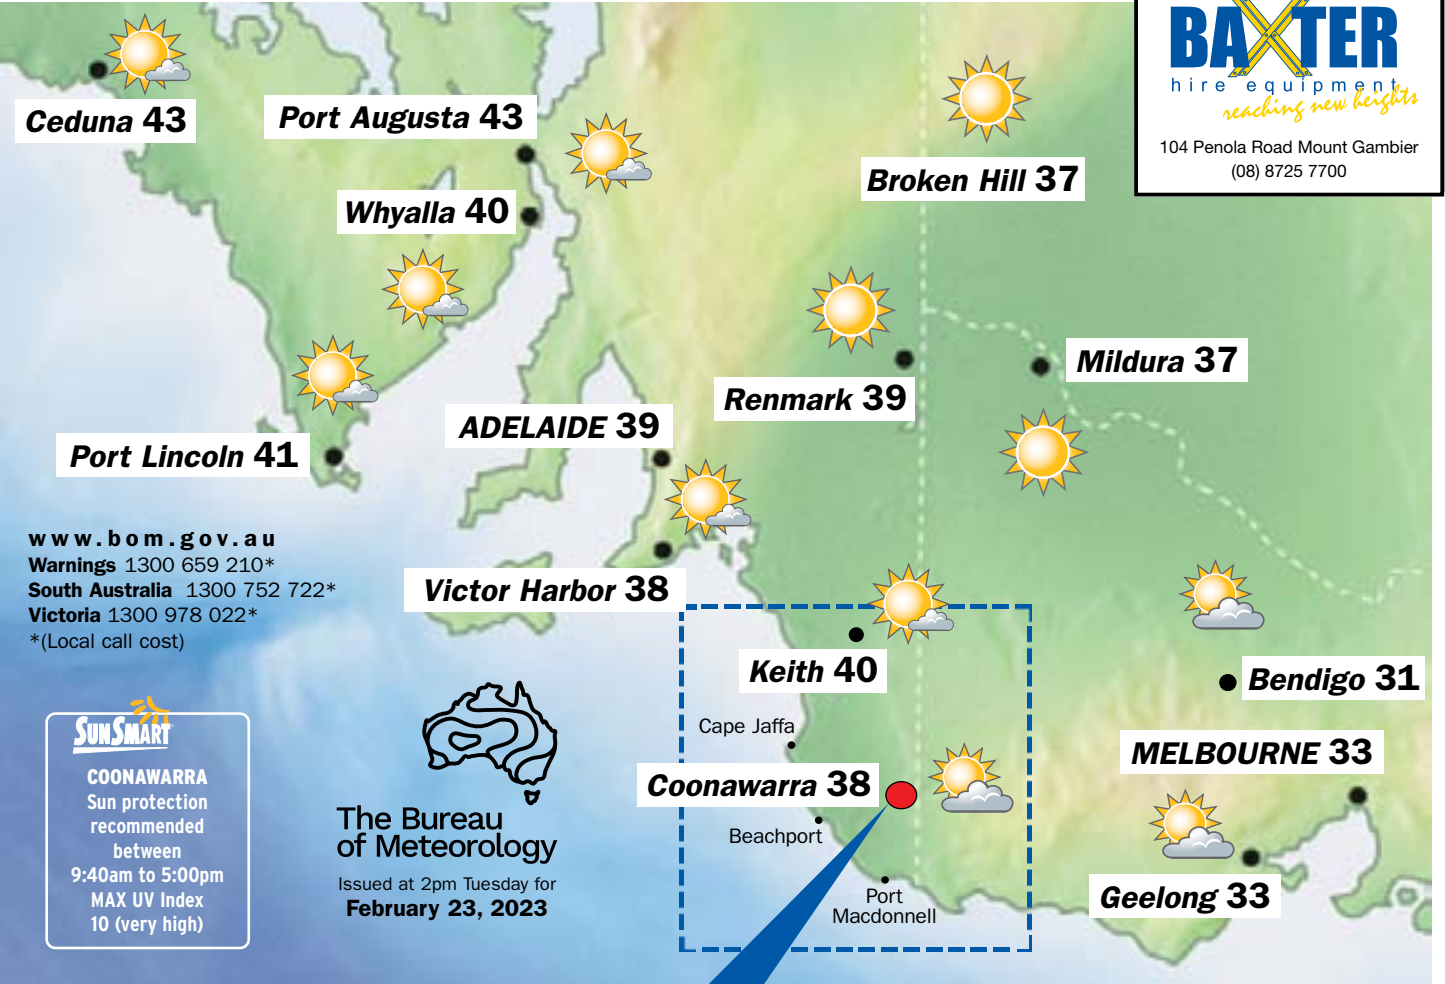 BAXTER
hire equipment
reaching new heights
104 Penola Road Mount Gambier
(08) 8725 7700
Ceduna 43
Port Augusta 43
Whyalla 40
Broken Hill 37
Renmark 39
Mildura 37
ADELAIDE 39
Port Lincoln 41
Victor Harbor 38
www.bom.gov.au
Warnings 1300 659 210*
South Australia 1300 752 722*
Victoria 1300 978 022*
*(Local call cost)
Keith 40
Bendigo 31
Cape Jaffa
MELBOURNE 33
Coonawarra 38
Beachport
Geelong 33
Port
Macdonnell
SUNSMART
COONAWARRA
Sun protection
recommended
between
9:40am to 5:00pm
MAX UV Index
10 (very high)
The Bureau
of Meteorology
Issued at 2pm Tuesday for
February 23, 2023